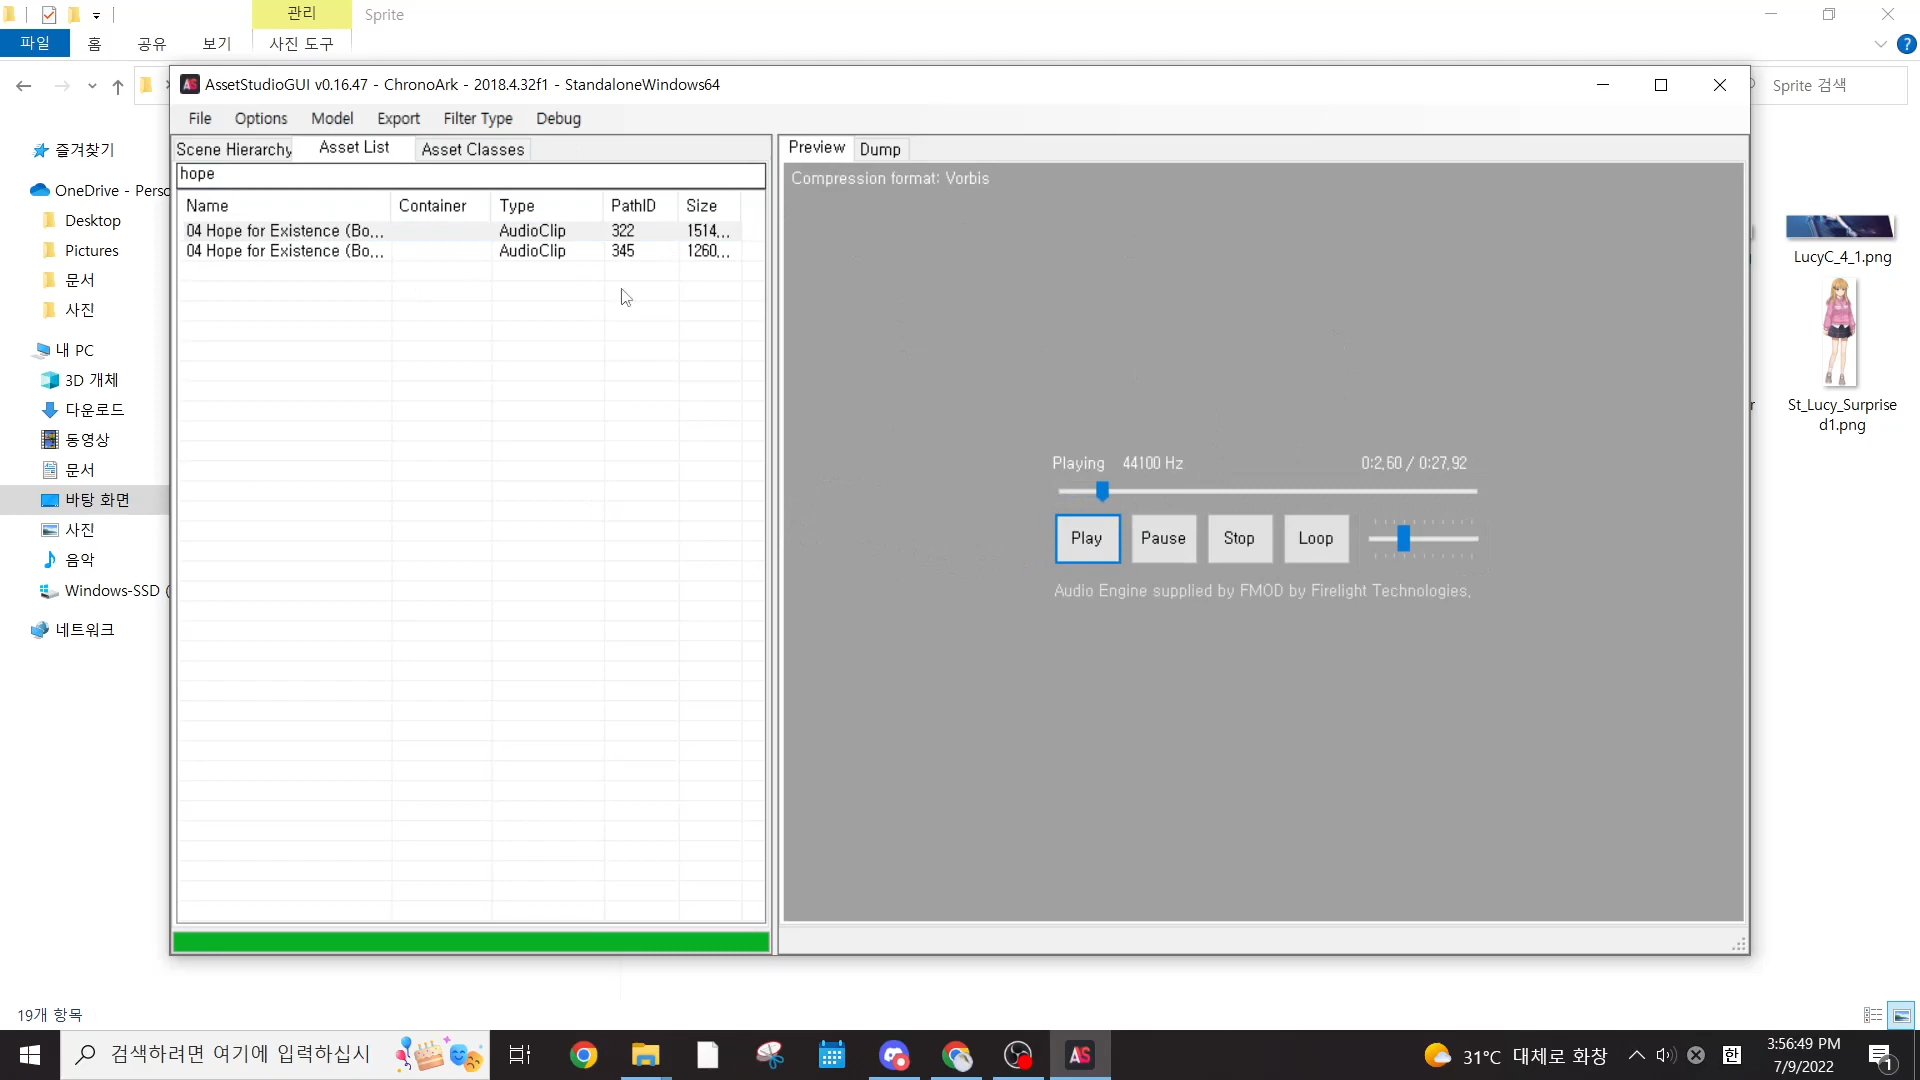 관리
Sprite
파일
홈
공유
보기
사진 도구
Sprite 검색
AssetStudioGUI v0.16.47 - ChronoArk - 2018.4.32f1 - StandaloneWindows64
File Options Model Export Filter Type Debug
Scene Hierarchy Asset List Asset Classes
Preview Dump
hope
Compression format: Vorbis
Name Container Type PathID Size
04 Hope for Existence (Bo... AudioClip 322 1514...
04 Hope for Existence (Bo... AudioClip 345 1260...
즐겨찾기
OneDrive - Perso
Desktop
Pictures
문서
사진
내 PC
3D 개체
다운로드
동영상
문서
바탕 화면
사진
음악
Windows-SSD (
네트워크
Playing 44100 Hz 0:2.60 / 0:27.92
Play Pause Stop Loop
Audio Engine supplied by FMOD by Firelight Technologies.
LucyC_4_1.png
St_Lucy_Surprise
d1.png
19개 항목
검색하려면 여기에 입력하십시
AS
31°C 대체로 화창
한
3:56:49 PM
7/9/2022
1